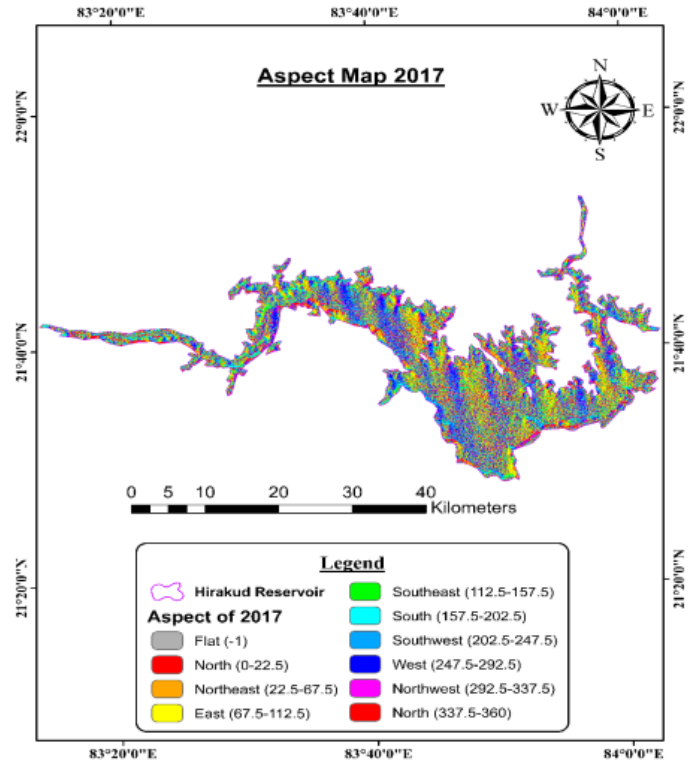 83°20'0"E 83°40'0"E 84°0'0"E
Aspect Map 2017
N
W E
S
22°0'0"N 22°0'0"N
21°40'0"N 21°40'0"N
0 5 10 20 30 40
Kilometers
21°20'0"N 21°20'0"N
Legend
Hirakud Reservoir
Aspect of 2017
Flat (-1)
North (0-22.5)
Northeast (22.5-67.5)
East (67.5-112.5)
Southeast (112.5-157.5)
South (157.5-202.5)
Southwest (202.5-247.5)
West (247.5-292.5)
Northwest (292.5-337.5)
North (337.5-360)
83°20'0"E 83°40'0"E 84°0'0"E